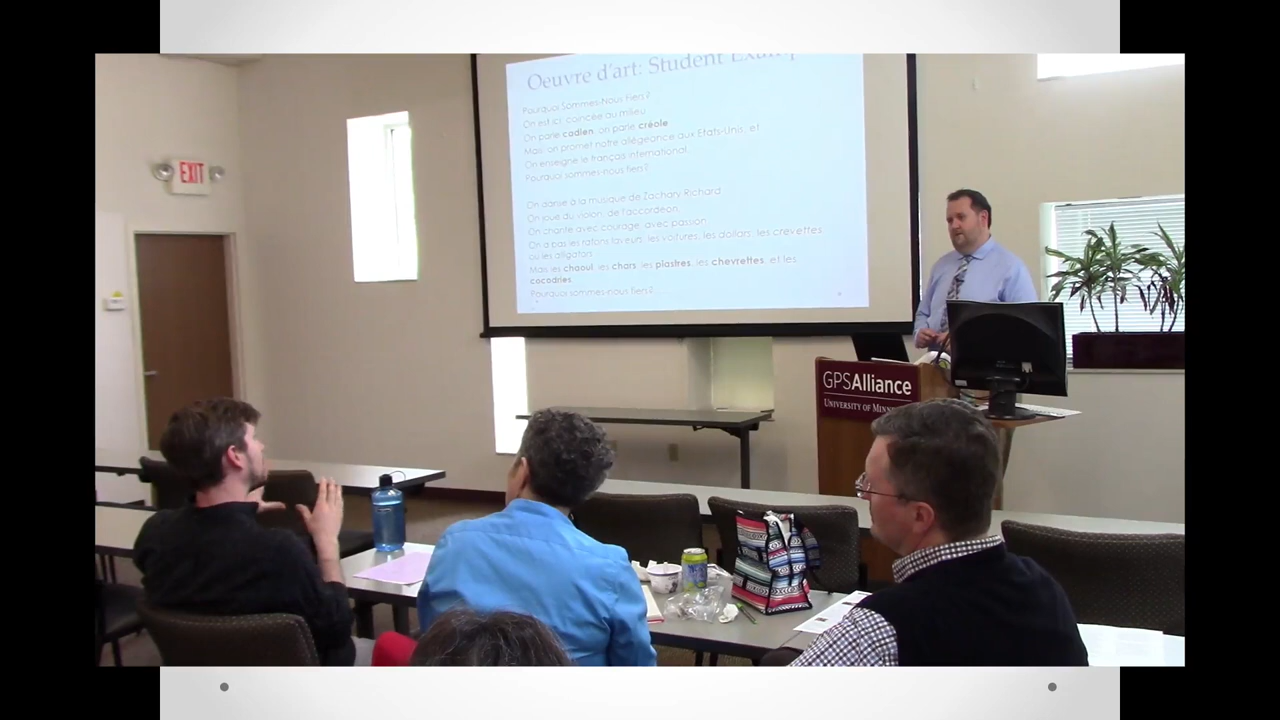 Oeuvre d'art: Student Examp
Pourquoi Sommes-Nous Fiers?
On est ici, coincée au milieu
On parle cadien, on parle créole
Mais, on promet notre allégeance aux Etats-Unis, et
On enseigne le français international
Pourquoi sommes-nous fiers?
On danse à la musique de Zachary Richard
On joue du violon, de l'accordéon,
On chante avec courage, avec passion
On a pas les ratons laveurs, les voitures, les dollars, les crevettes
ou les alligators
Mais les chaoui, les chars, les piastres, les chevrettes, et les
cocodries,
Pourquoi sommes-nous fiers?
EXIT
GPSAlliance
UNIVERSITY OF MINN